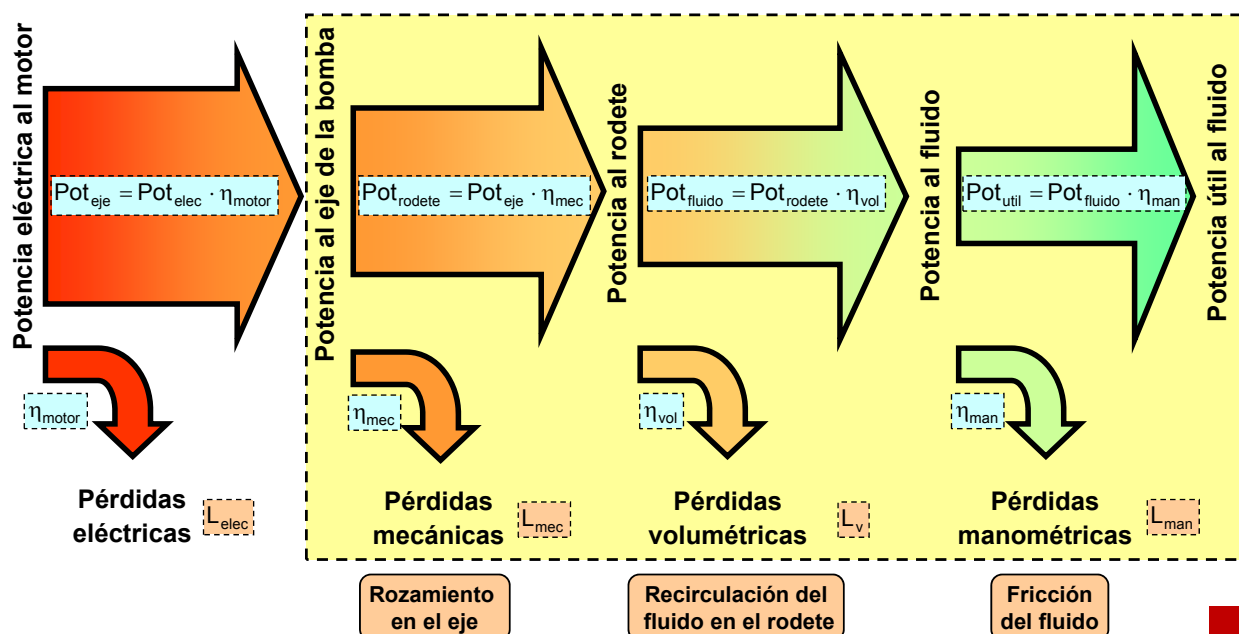 Potencia eléctrica al motor
Pot_eje = Pot_elec · η_motor
Potencia al eje de la bomba
Pot_rodete = Pot_eje · η_mec
Potencia al rodete
Pot_fluido = Pot_rodete · η_vol
Potencia al fluido
Pot_util = Pot_fluido · η_man
Potencia útil al fluido
η_motor
η_mec
η_vol
η_man
Pérdidas
eléctricas
L_elec
Pérdidas
mecánicas
L_mec
Pérdidas
volumétricas
L_v
Pérdidas
manométricas
L_man
Rozamiento
en el eje
Recirculación del
fluido en el rodete
Fricción
del fluido